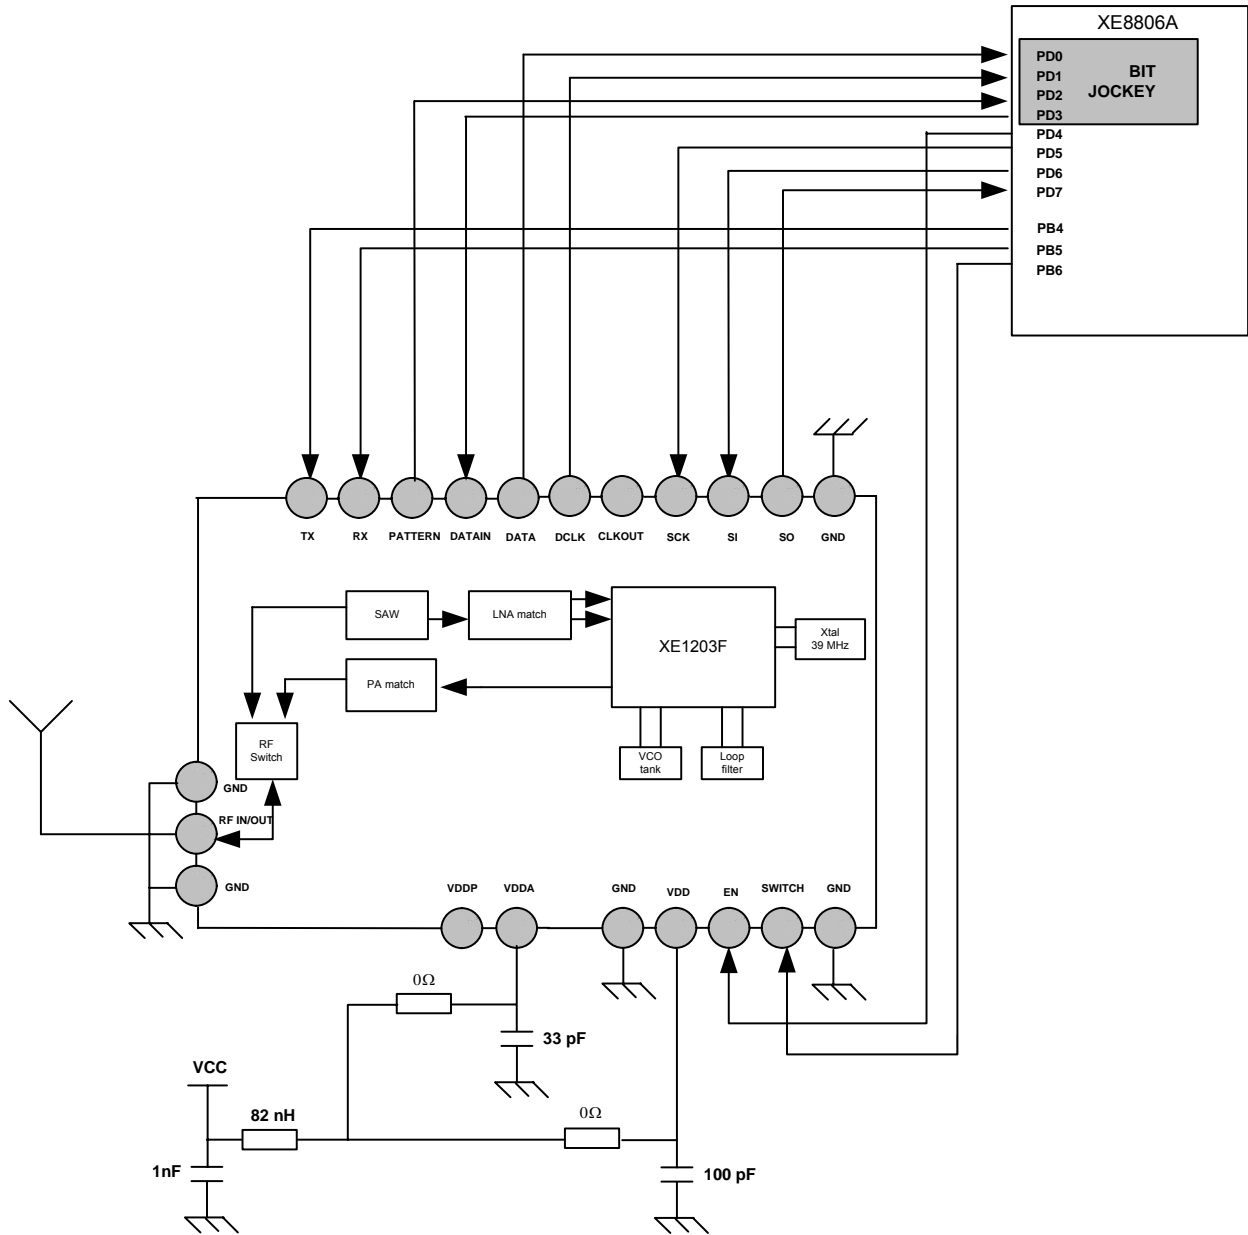 XE8806A
PD0
BIT
JOCKEY
PD1
PD2
PD3
PD4
PD5
PD6
PD7
PB4
PB5
PB6
TX
RX
PATTERN
DATAIN
DATA
DCLK
CLKOUT
SCK
SI
SO
GND
SAW
LNA match
XE1203F
Xtal
39 MHz
PA match
RF
Switch
VCO
tank
Loop
filter
GND
RF IN/OUT
GND
VDDP
VDDA
GND
VDD
EN
SWITCH
GND
0Ω
33 pF
VCC
82 nH
0Ω
1nF
100 pF